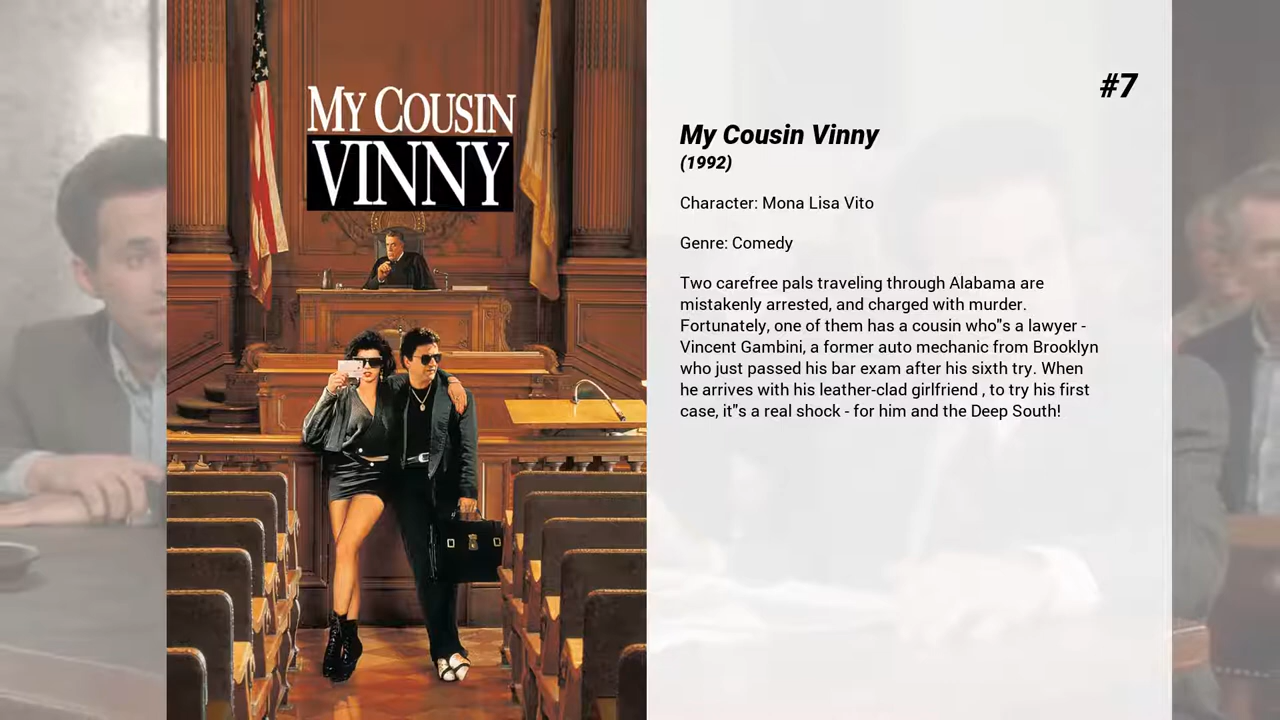 MY COUSIN
VINNY
#7
My Cousin Vinny
(1992)
Character: Mona Lisa Vito
Genre: Comedy
Two carefree pals traveling through Alabama are
mistakenly arrested, and charged with murder.
Fortunately, one of them has a cousin who"s a lawyer -
Vincent Gambini, a former auto mechanic from Brooklyn
who just passed his bar exam after his sixth try. When
he arrives with his leather-clad girlfriend , to try his first
case, it"s a real shock - for him and the Deep South!